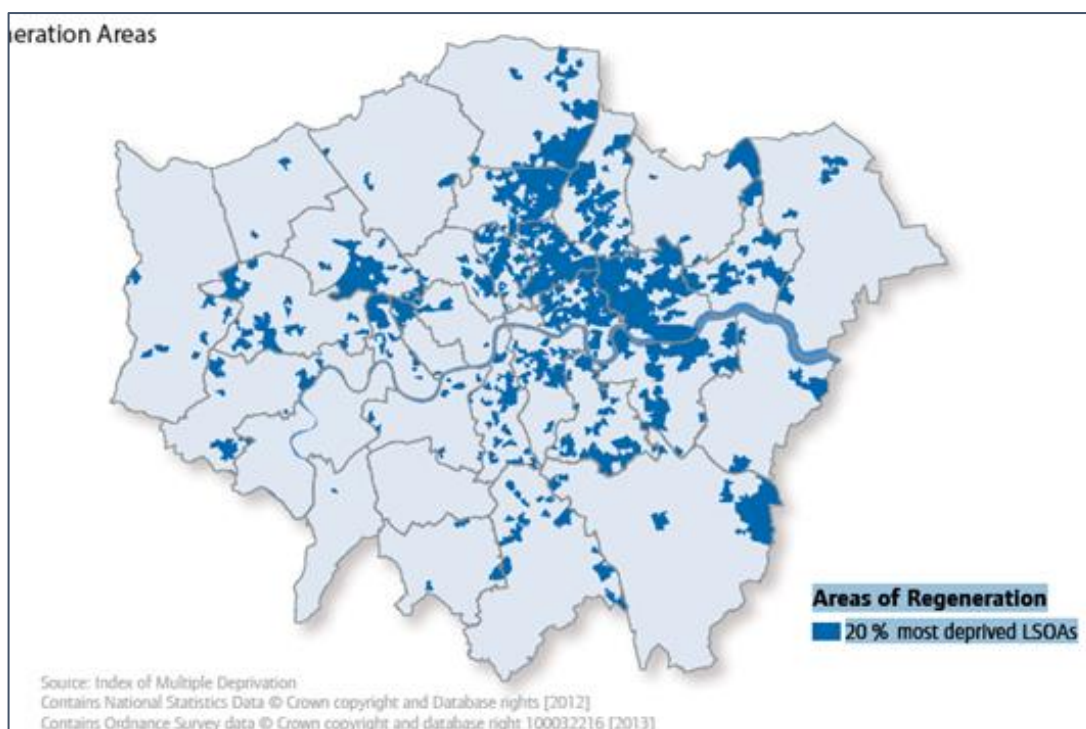 neration Areas
Areas of Regeneration
20 % most deprived LSOAs
Source: Index of Multiple Deprivation
Contains National Statistics Data © Crown copyright and Database rights [2012]
Contains Ordnance Survey data © Crown copyright and database right 100032216 [2013]